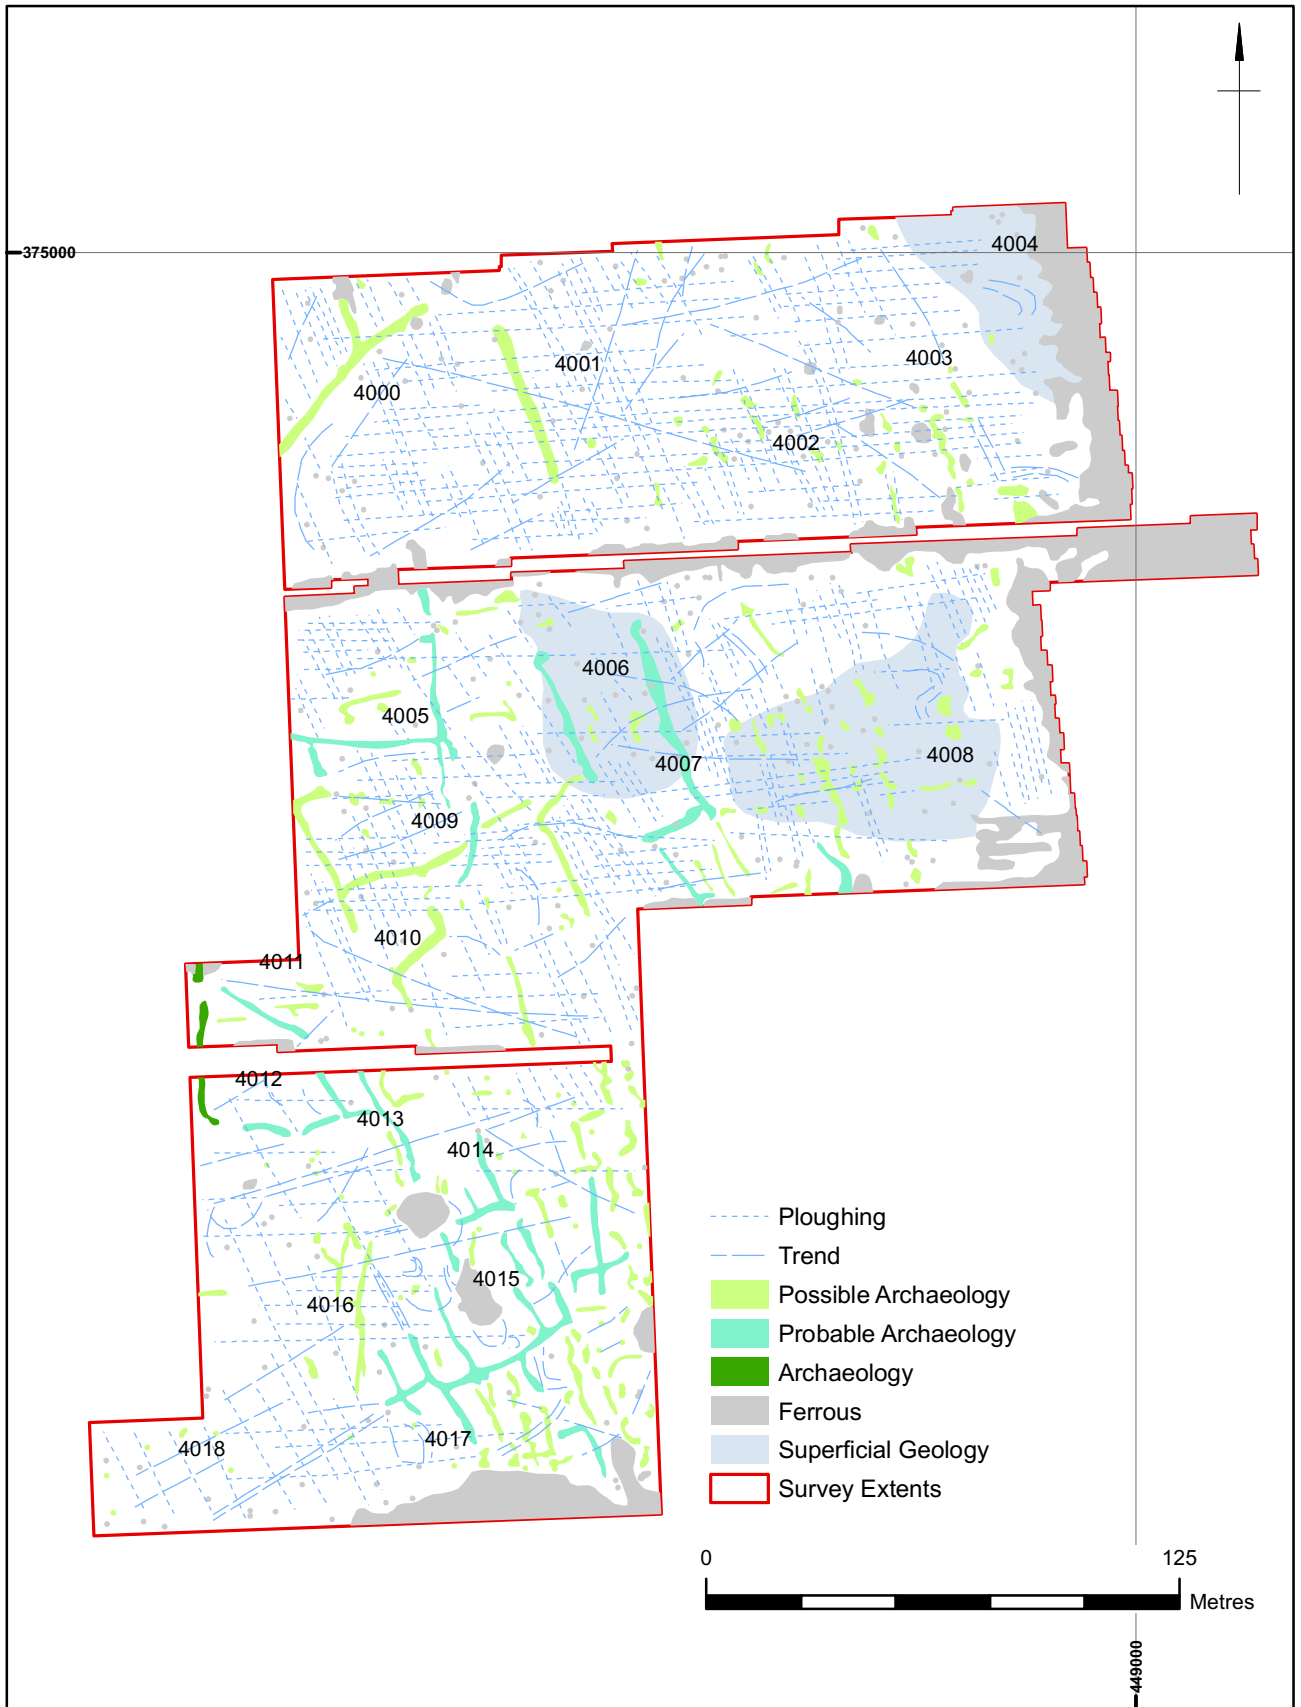 375000
4004
4001
4003
4000
4002
4006
4005
4008
4007
4009
4010
4011
4012
4013
4014
4015
4016
4017
4018
Ploughing
Trend
Possible Archaeology
Probable Archaeology
Archaeology
Ferrous
Superficial Geology
Survey Extents
0 125
Metres
449000